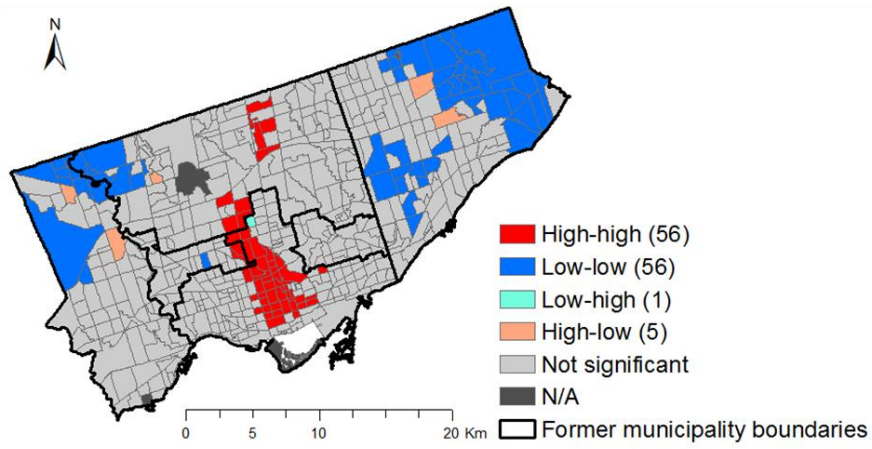 N
High-high (56)
Low-low (56)
Low-high (1)
High-low (5)
Not significant
N/A
Former municipality boundaries
0 5 10 20 Km